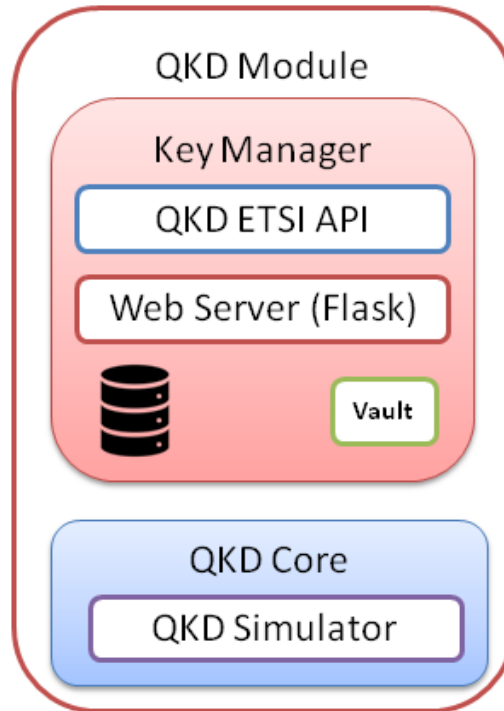 QKD Module
Key Manager
QKD ETSI API
Web Server (Flask)
Vault
QKD Core
QKD Simulator